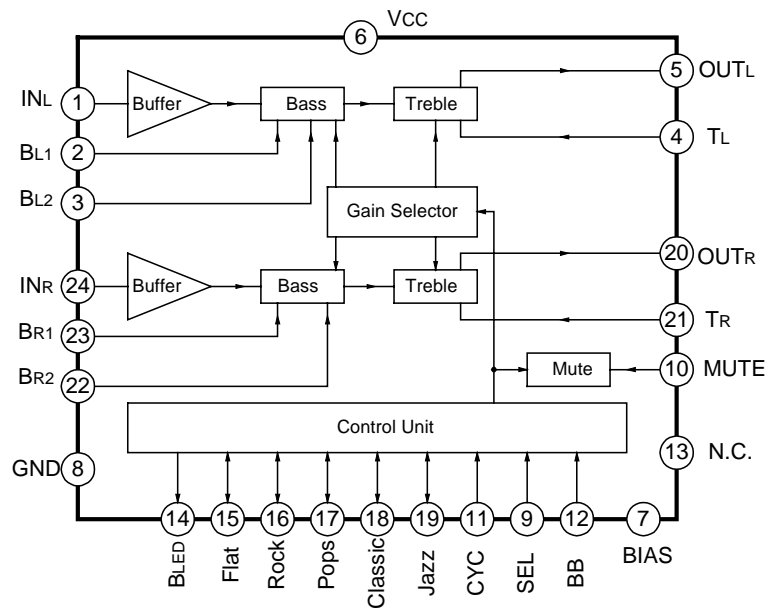 VCC
6
INL
1
Buffer
Bass
Treble
5
OUTL
BL1
2
4
TL
BL2
3
Gain Selector
20
OUTR
INR
24
Buffer
Bass
Treble
BR1
23
21
TR
BR2
22
Mute
10
MUTE
Control Unit
13
N.C.
GND
8
14
15
16
17
18
19
11
9
12
7
BLED
Flat
Rock
Pops
Classic
Jazz
CYC
SEL
BB
BIAS